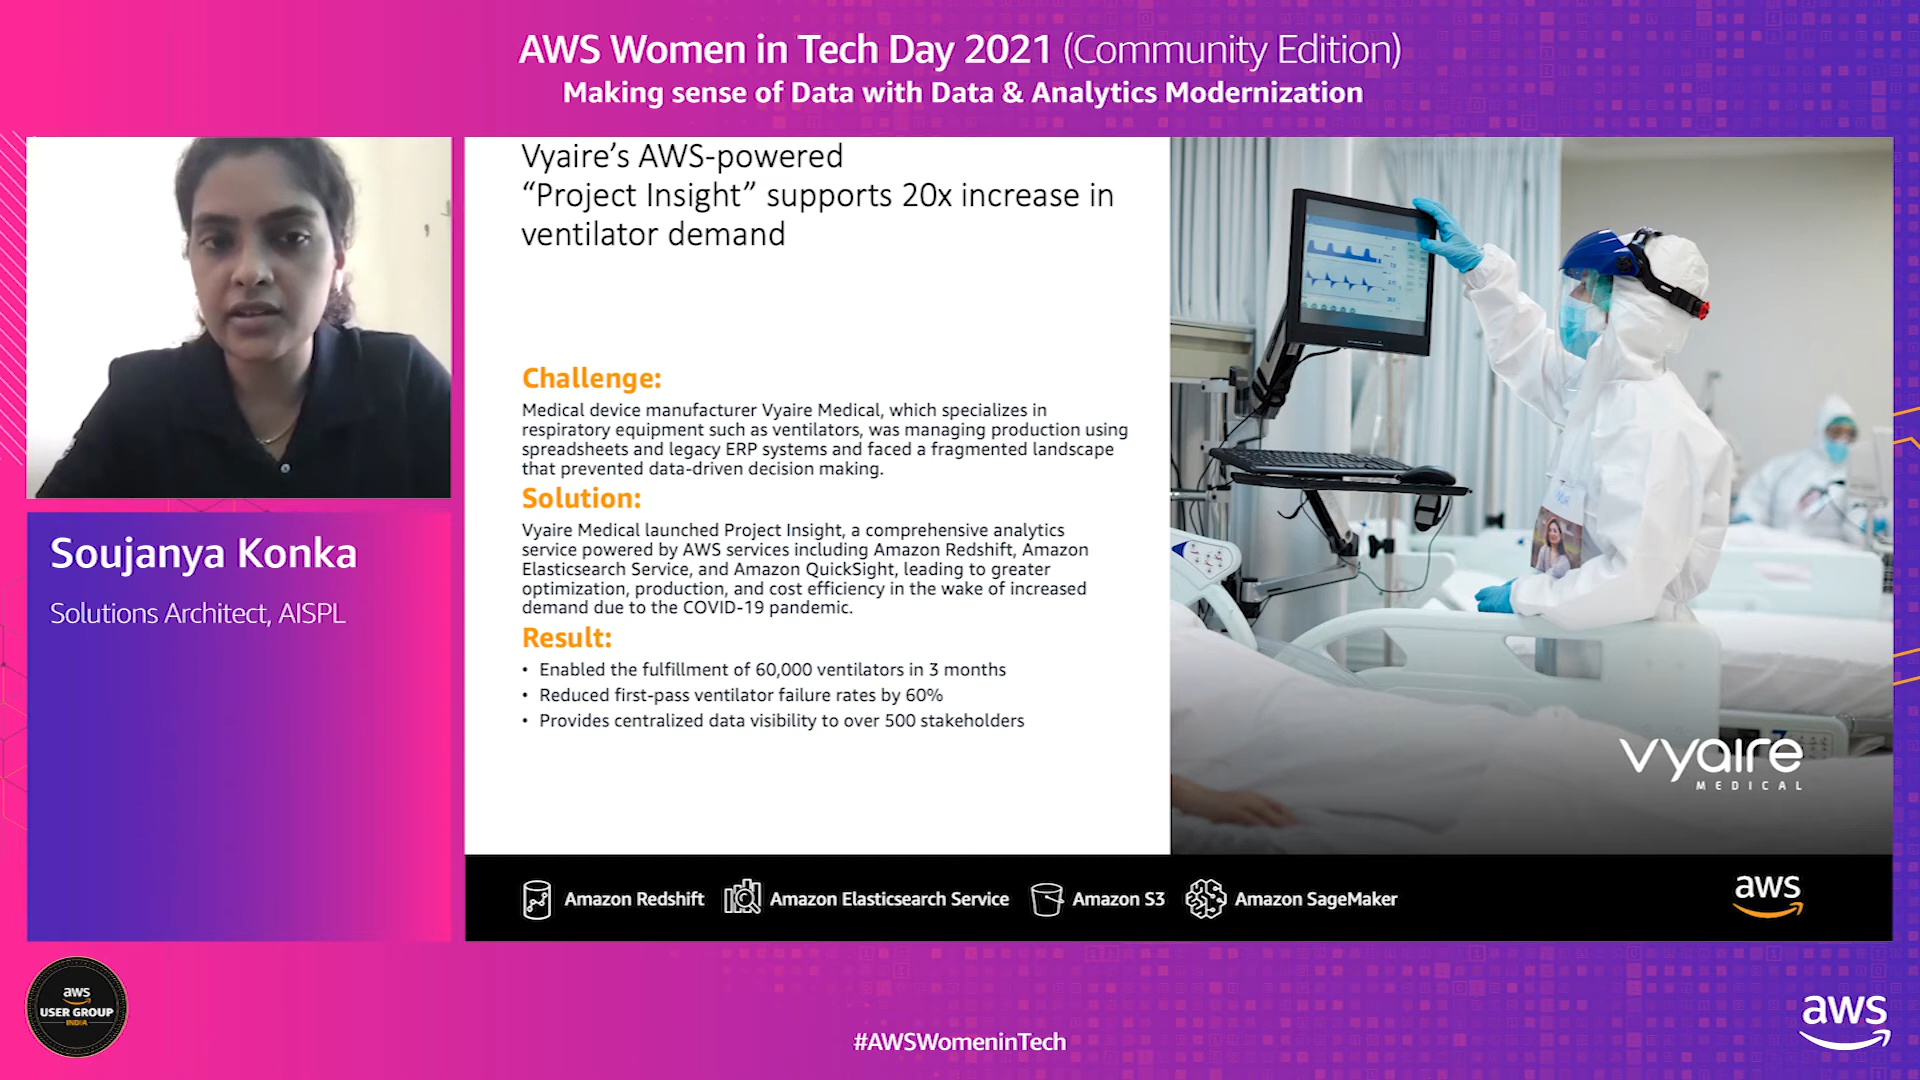 AWS Women in Tech Day 2021 (Community Edition)
Making sense of Data with Data & Analytics Modernization
Vyaire’s AWS-powered
“Project Insight” supports 20x increase in
ventilator demand
Challenge:
Medical device manufacturer Vyaire Medical, which specializes in
respiratory equipment such as ventilators, was managing production using
spreadsheets and legacy ERP systems and faced a fragmented landscape
that prevented data-driven decision making.
Solution:
Vyaire Medical launched Project Insight, a comprehensive analytics
service powered by AWS services including Amazon Redshift, Amazon
Elasticsearch Service, and Amazon QuickSight, leading to greater
optimization, production, and cost efficiency in the wake of increased
demand due to the COVID-19 pandemic.
Result:
• Enabled the fulfillment of 60,000 ventilators in 3 months
• Reduced first-pass ventilator failure rates by 60%
• Provides centralized data visibility to over 500 stakeholders
vyaire
MEDICAL
Amazon Redshift
Amazon Elasticsearch Service
Amazon S3
Amazon SageMaker
aws
Soujanya Konka
Solutions Architect, AISPL
aws
USER GROUP
INDIA
#AWSWomeninTech
aws